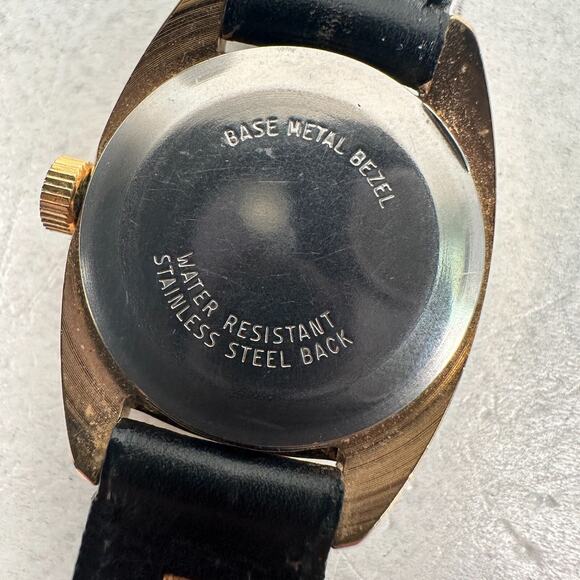 BASE METAL BEZEL
WATER RESISTANT
STAINLESS STEEL BACK